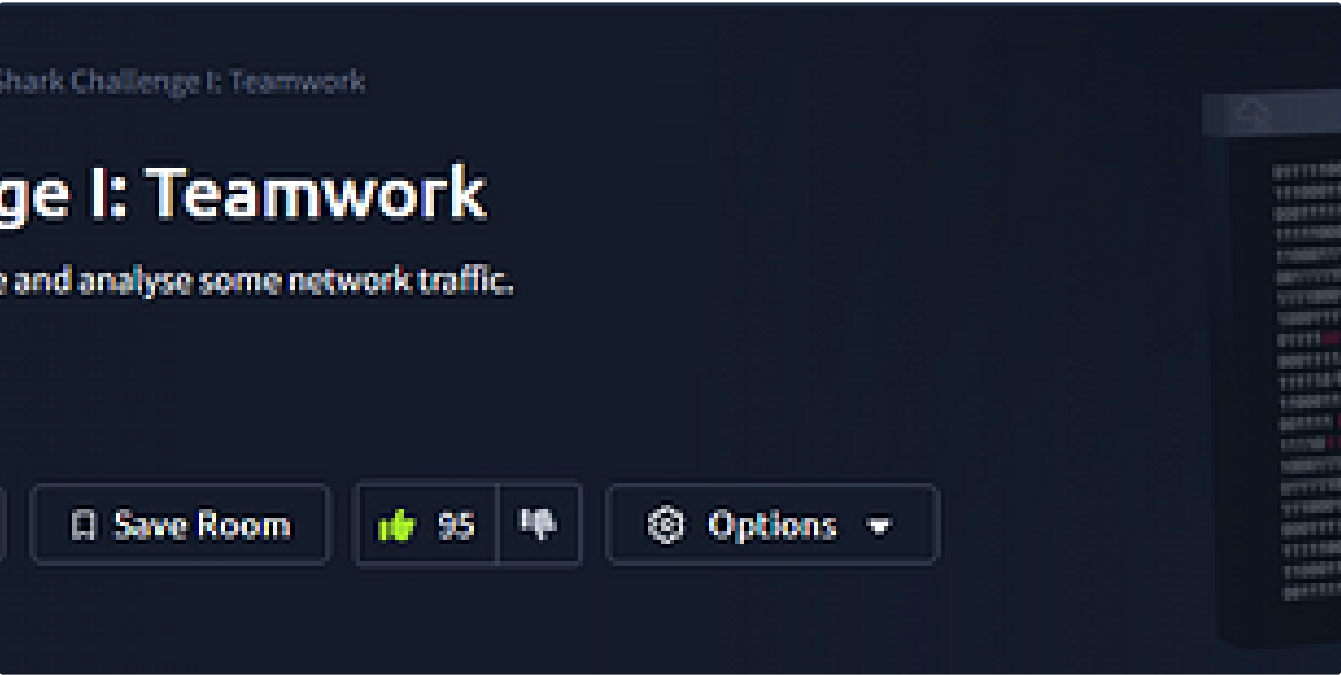 Shark Challenge I: Teamwork
ge I: Teamwork
e and analyse some network traffic.
Save Room 95 Options